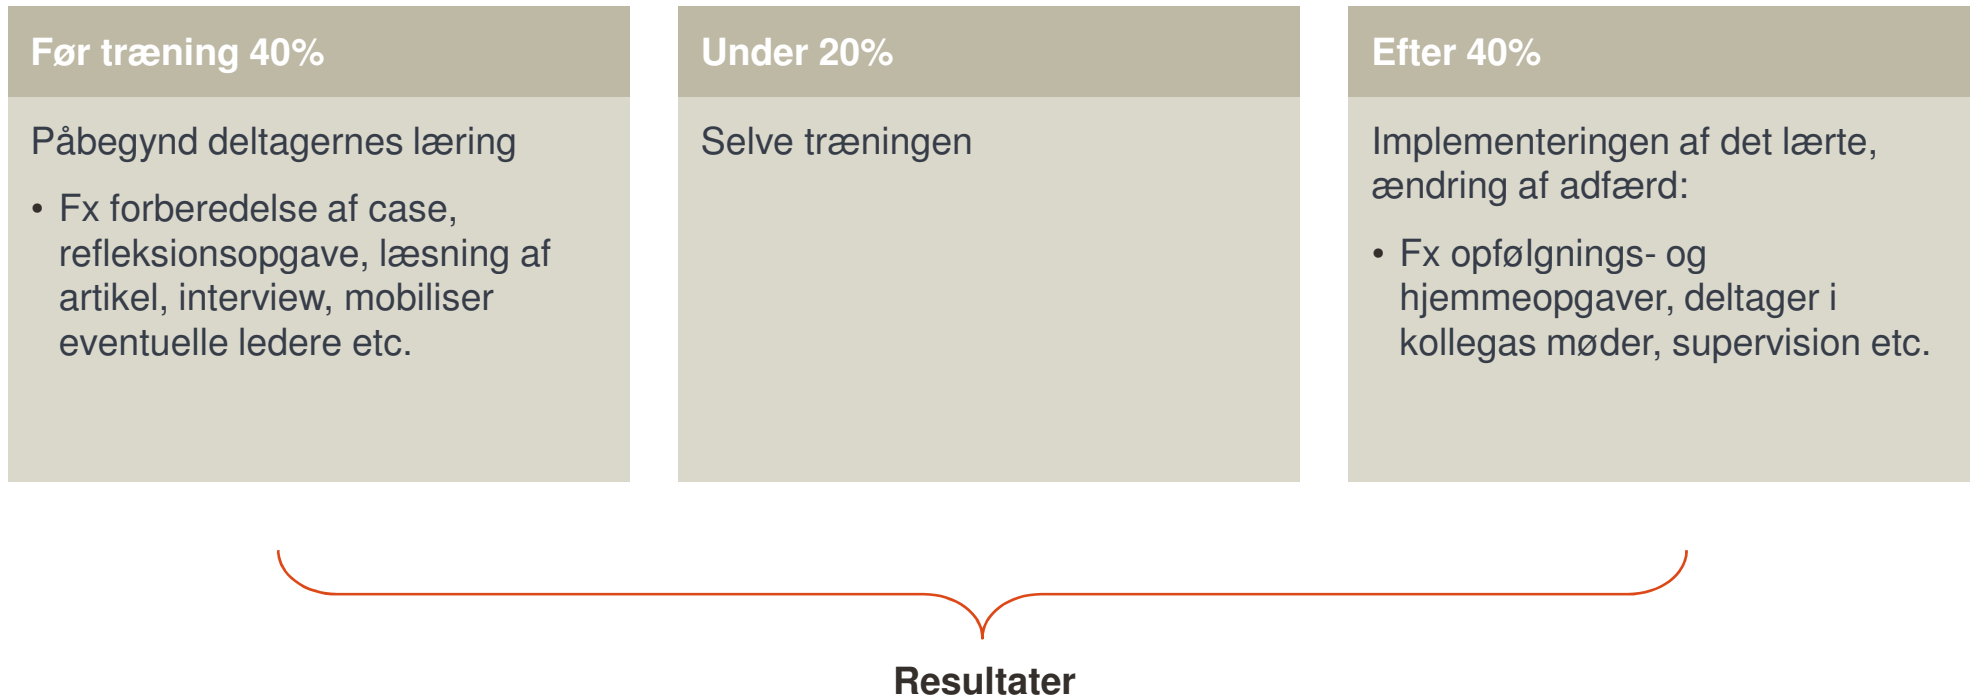 Før træning 40%
Påbegynd deltagernes læring
• Fx forberedelse af case,
refleksionsopgave, læsning af
artikel, interview, mobiliser
eventuelle ledere etc.
Under 20%
Selve træningen
Efter 40%
Implementeringen af det lærte,
ændring af adfærd:
• Fx opfølgnings- og
hjemmeopgaver, deltager i
kollegas møder, supervision etc.
Resultater